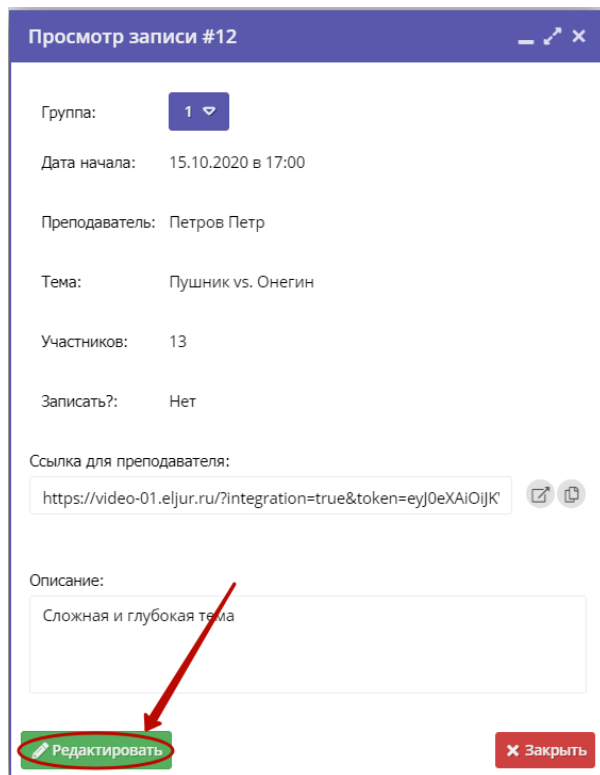 Просмотр записи #12
Группа: 1
Дата начала: 15.10.2020 в 17:00
Преподаватель: Петров Петр
Тема: Пушник vs. Онегин
Участников: 13
Записать?: Нет
Ссылка для преподавателя:
https://video-01.eljur.ru/?integration=true&token=eyJ0eXAiOiJK
Описание:
Сложная и глубокая тема
Редактировать
Закрыть